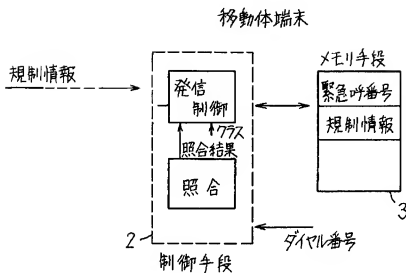 移動体端末
規制情報
発信
制御
クラス
照合結果
照合
2
制御手段
メモリ手段
緊急呼番号
規制情報
3
ダイヤル番号